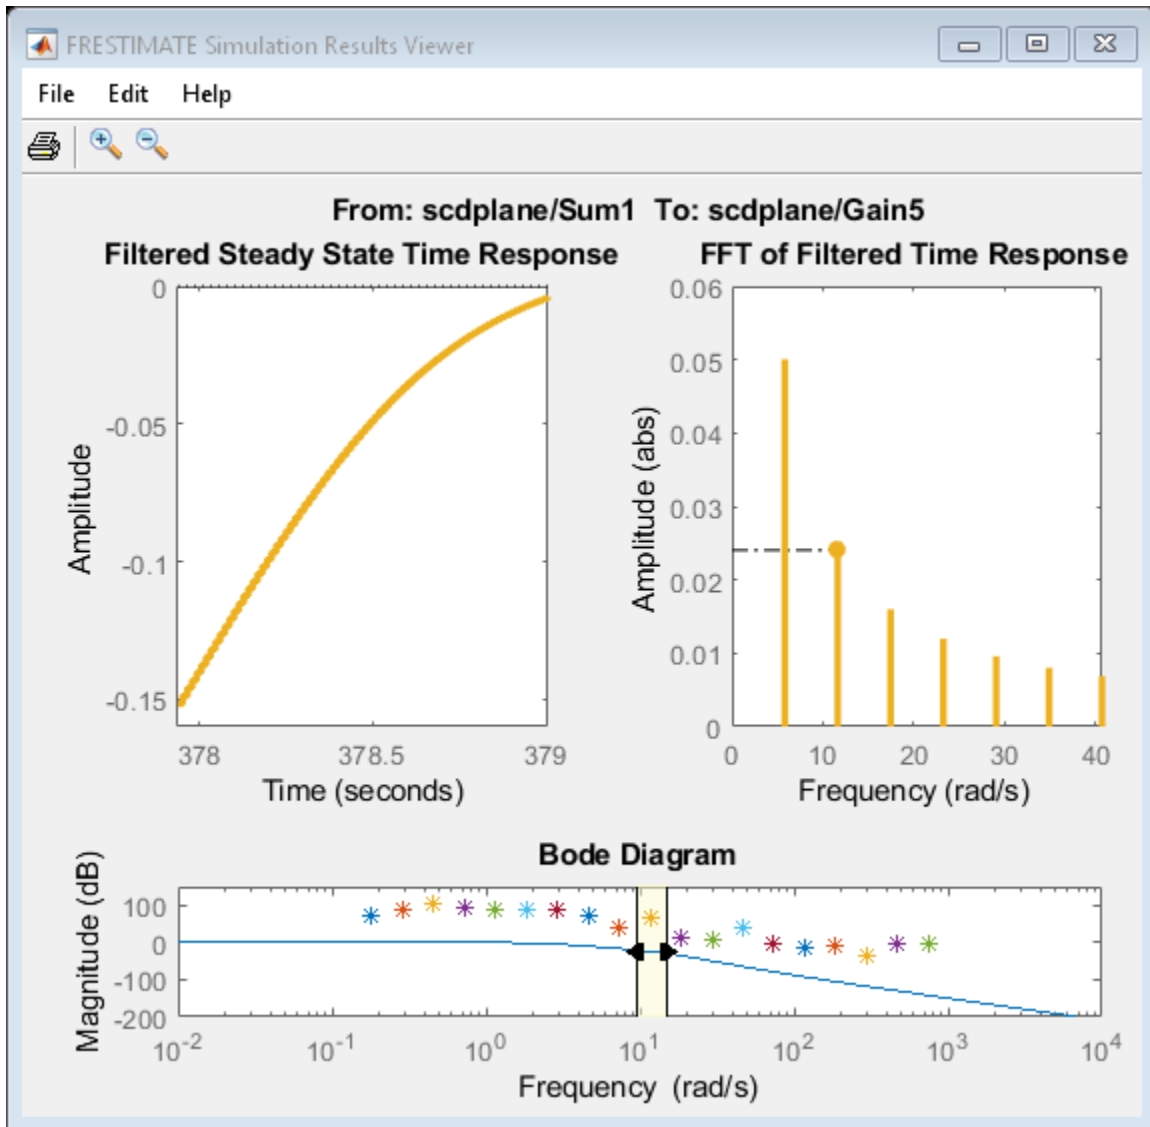 FRESTIMATE Simulation Results Viewer
File Edit Help
From: scdplane/Sum1 To: scdplane/Gain5
Filtered Steady State Time Response
0
-0.05
-0.1
-0.15
Amplitude
378 378.5 379
Time (seconds)
FFT of Filtered Time Response
0.06
0.05
0.04
0.03
0.02
0.01
0
Amplitude (abs)
0 10 20 30 40
Frequency (rad/s)
Bode Diagram
100
0
-100
-200
Magnitude (dB)
10^-2 10^-1 10^0 10^1 10^2 10^3 10^4
Frequency (rad/s)